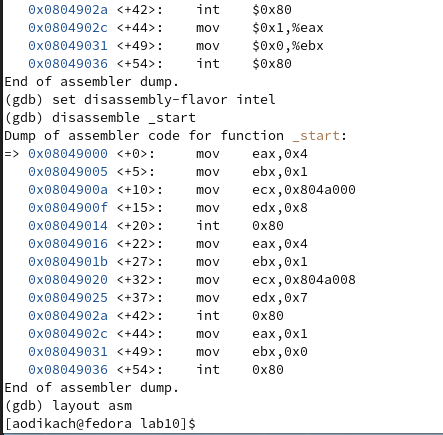 0x0804902a <+42>: int $0x80
0x0804902c <+44>: mov $0x1,%eax
0x08049031 <+49>: mov $0x0,%ebx
0x08049036 <+54>: int $0x80
End of assembler dump.
(gdb) set disassembly-flavor intel
(gdb) disassemble _start
Dump of assembler code for function _start:
=> 0x08049000 <+0>: mov eax,0x4
0x08049005 <+5>: mov ebx,0x1
0x0804900a <+10>: mov ecx,0x804a000
0x0804900f <+15>: mov edx,0x8
0x08049014 <+20>: int 0x80
0x08049016 <+22>: mov eax,0x4
0x0804901b <+27>: mov ebx,0x1
0x08049020 <+32>: mov ecx,0x804a008
0x08049025 <+37>: mov edx,0x7
0x0804902a <+42>: int 0x80
0x0804902c <+44>: mov eax,0x1
0x08049031 <+49>: mov ebx,0x0
0x08049036 <+54>: int 0x80
End of assembler dump.
(gdb) layout asm
[aodikach@fedora lab10]$